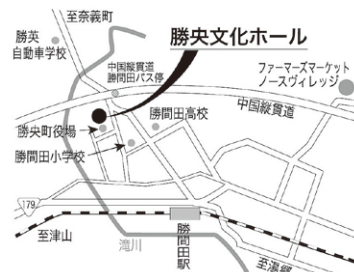 至奈義町
勝英
自動車学校
勝央文化ホール
中国縦貫道
勝間田バス停
ファーマーズマーケット
ノースヴィレッジ
中国縦貫道
勝間田高校
勝央町役場
勝間田小学校
179
至津山
滝川
勝間田駅
至湯郷